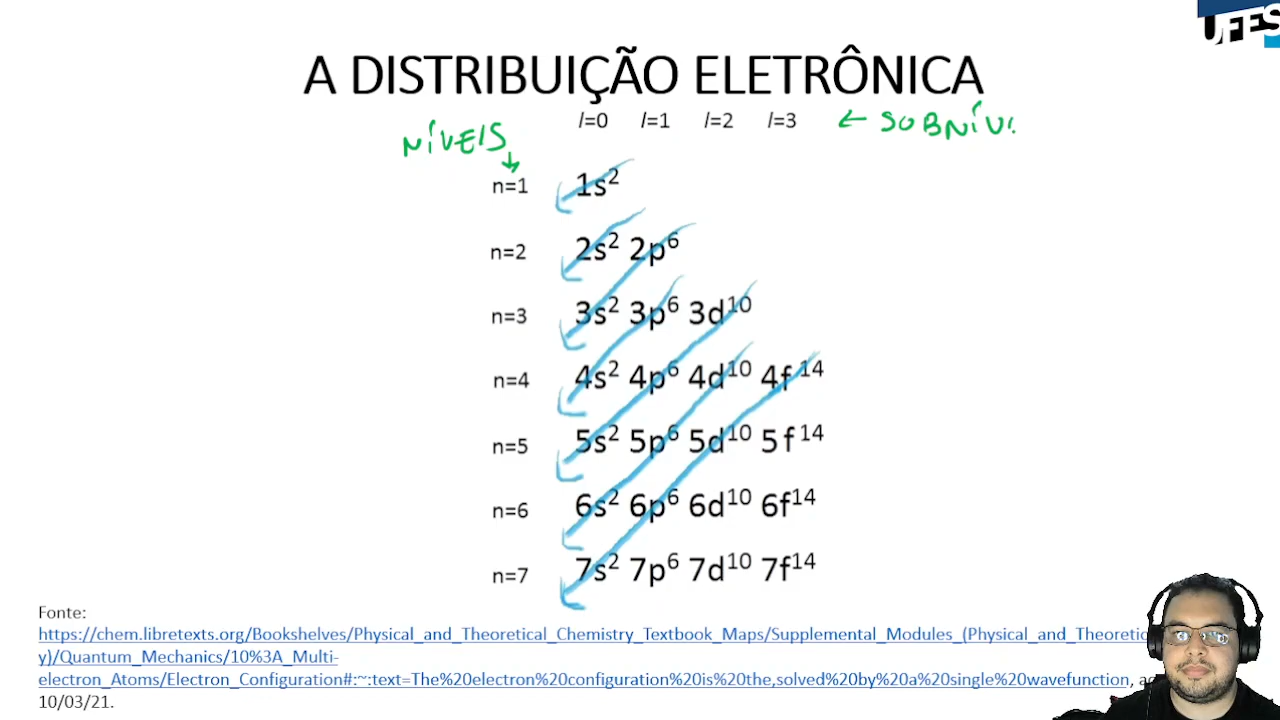 UFES
A DISTRIBUIÇÃO ELETRÔNICA
l=0 l=1 l=2 l=3 ← SOBNÍV
NÍVEIS
n=1 1s²
n=2 2s² 2p⁶
n=3 3s² 3p⁶ 3d¹⁰
n=4 4s² 4p⁶ 4d¹⁰ 4f¹⁴
n=5 5s² 5p⁶ 5d¹⁰ 5f¹⁴
n=6 6s² 6p⁶ 6d¹⁰ 6f¹⁴
n=7 7s² 7p⁶ 7d¹⁰ 7f¹⁴
Fonte:
https://chem.libretexts.org/Bookshelves/Physical_and_Theoretical_Chemistry_Textbook_Maps/Supplemental_Modules_(Physical_and_Theoretic
y)/Quantum_Mechanics/10%3A_Multi-
electron_Atoms/Electron_Configuration#:~:text=The%20electron%20configuration%20is%20the,solved%20by%20a%20single%20wavefunction,
10/03/21.